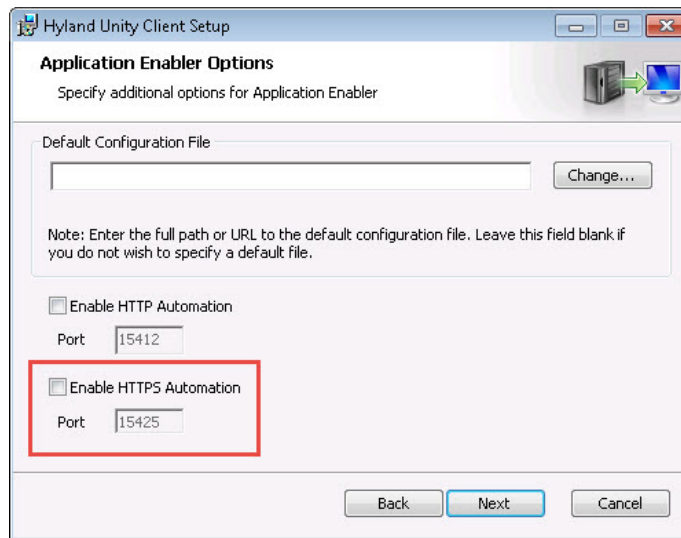 Hyland Unity Client Setup
Application Enabler Options
Specify additional options for Application Enabler
Default Configuration File
Change...
Note: Enter the full path or URL to the default configuration file. Leave this field blank if
you do not wish to specify a default file.
Enable HTTP Automation
Port 15412
Enable HTTPS Automation
Port 15425
Back Next Cancel